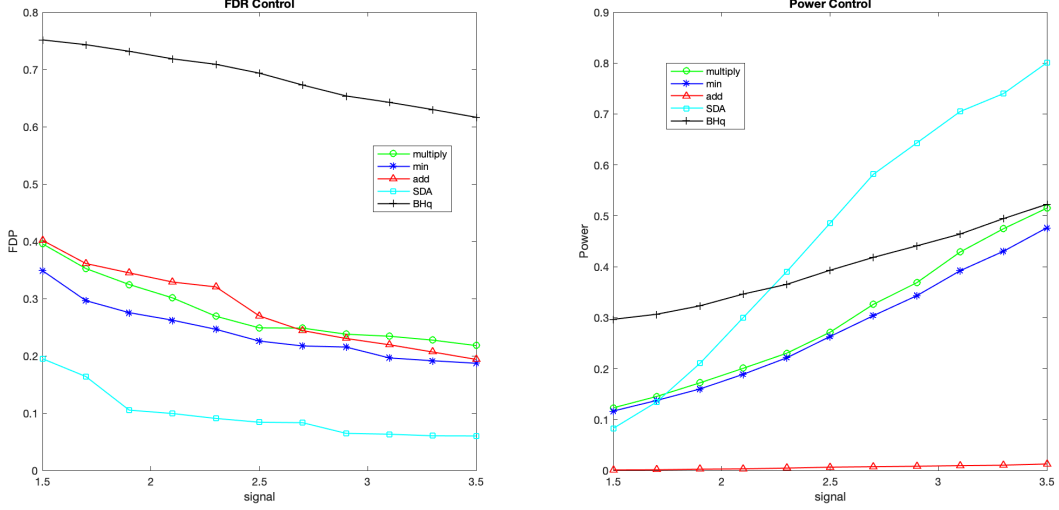 FDR Control
0.8
0.7
0.6
0.5
0.4
0.3
0.2
0.1
0
FDP
multiply
min
add
SDA
BHq
1.5
2
2.5
3
3.5
signal
Power Control
0.9
0.8
0.7
0.6
0.5
0.4
0.3
0.2
0.1
0
Power
multiply
min
add
SDA
BHq
1.5
2
2.5
3
3.5
signal